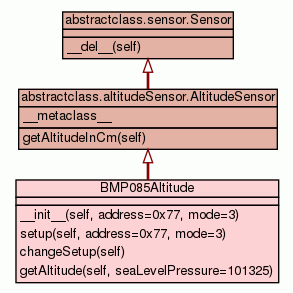 abstractclass.sensor.Sensor
__del__(self)
abstractclass.altitudeSensor.AltitudeSensor
__metaclass__
getAltitudeInCm(self)
BMP085Altitude
__init__(self, address=0x77, mode=3)
setup(self, address=0x77, mode=3)
changeSetup(self)
getAltitude(self, seaLevelPressure=101325)